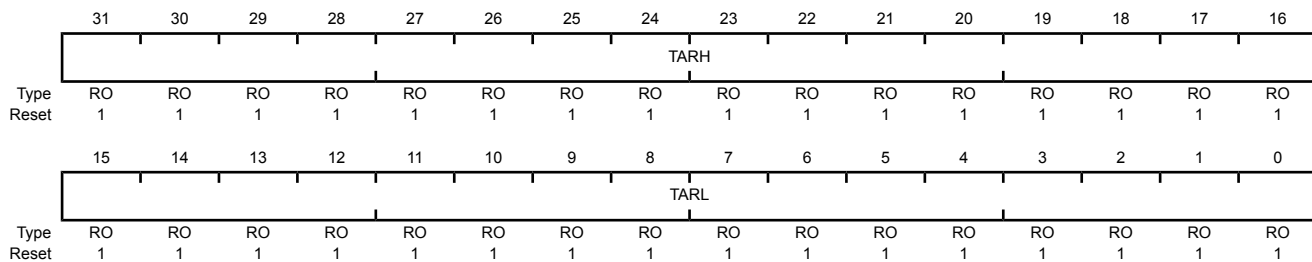 31 30 29 28 27 26 25 24 23 22 21 20 19 18 17 16
TARH
Type RO RO RO RO RO RO RO RO RO RO RO RO RO RO RO RO
Reset 1 1 1 1 1 1 1 1 1 1 1 1 1 1 1 1
15 14 13 12 11 10 9 8 7 6 5 4 3 2 1 0
TARL
Type RO RO RO RO RO RO RO RO RO RO RO RO RO RO RO RO
Reset 1 1 1 1 1 1 1 1 1 1 1 1 1 1 1 1